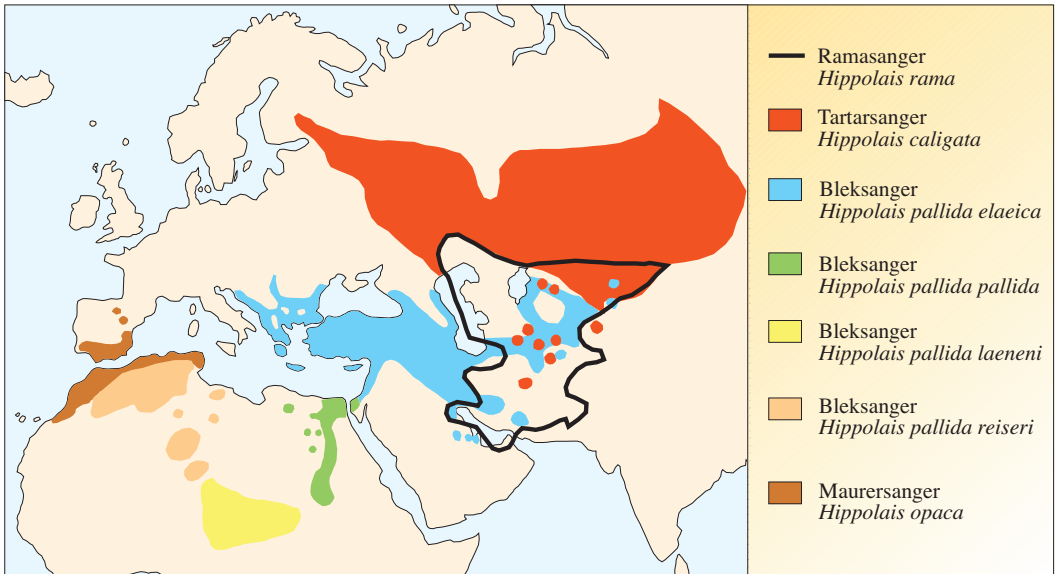 Ramasanger
Hippolais rama
Tartarsanger
Hippolais caligata
Bleksanger
Hippolais pallida elaeica
Bleksanger
Hippolais pallida pallida
Bleksanger
Hippolais pallida laeneni
Bleksanger
Hippolais pallida reiseri
Maurersanger
Hippolais opaca